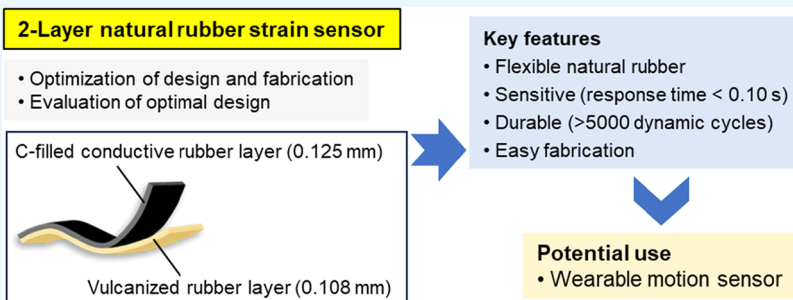 2-Layer natural rubber strain sensor
• Optimization of design and fabrication
• Evaluation of optimal design
C-filled conductive rubber layer (0.125 mm)
Vulcanized rubber layer (0.108 mm)
Key features
• Flexible natural rubber
• Sensitive (response time < 0.10 s)
• Durable (>5000 dynamic cycles)
• Easy fabrication
Potential use
• Wearable motion sensor